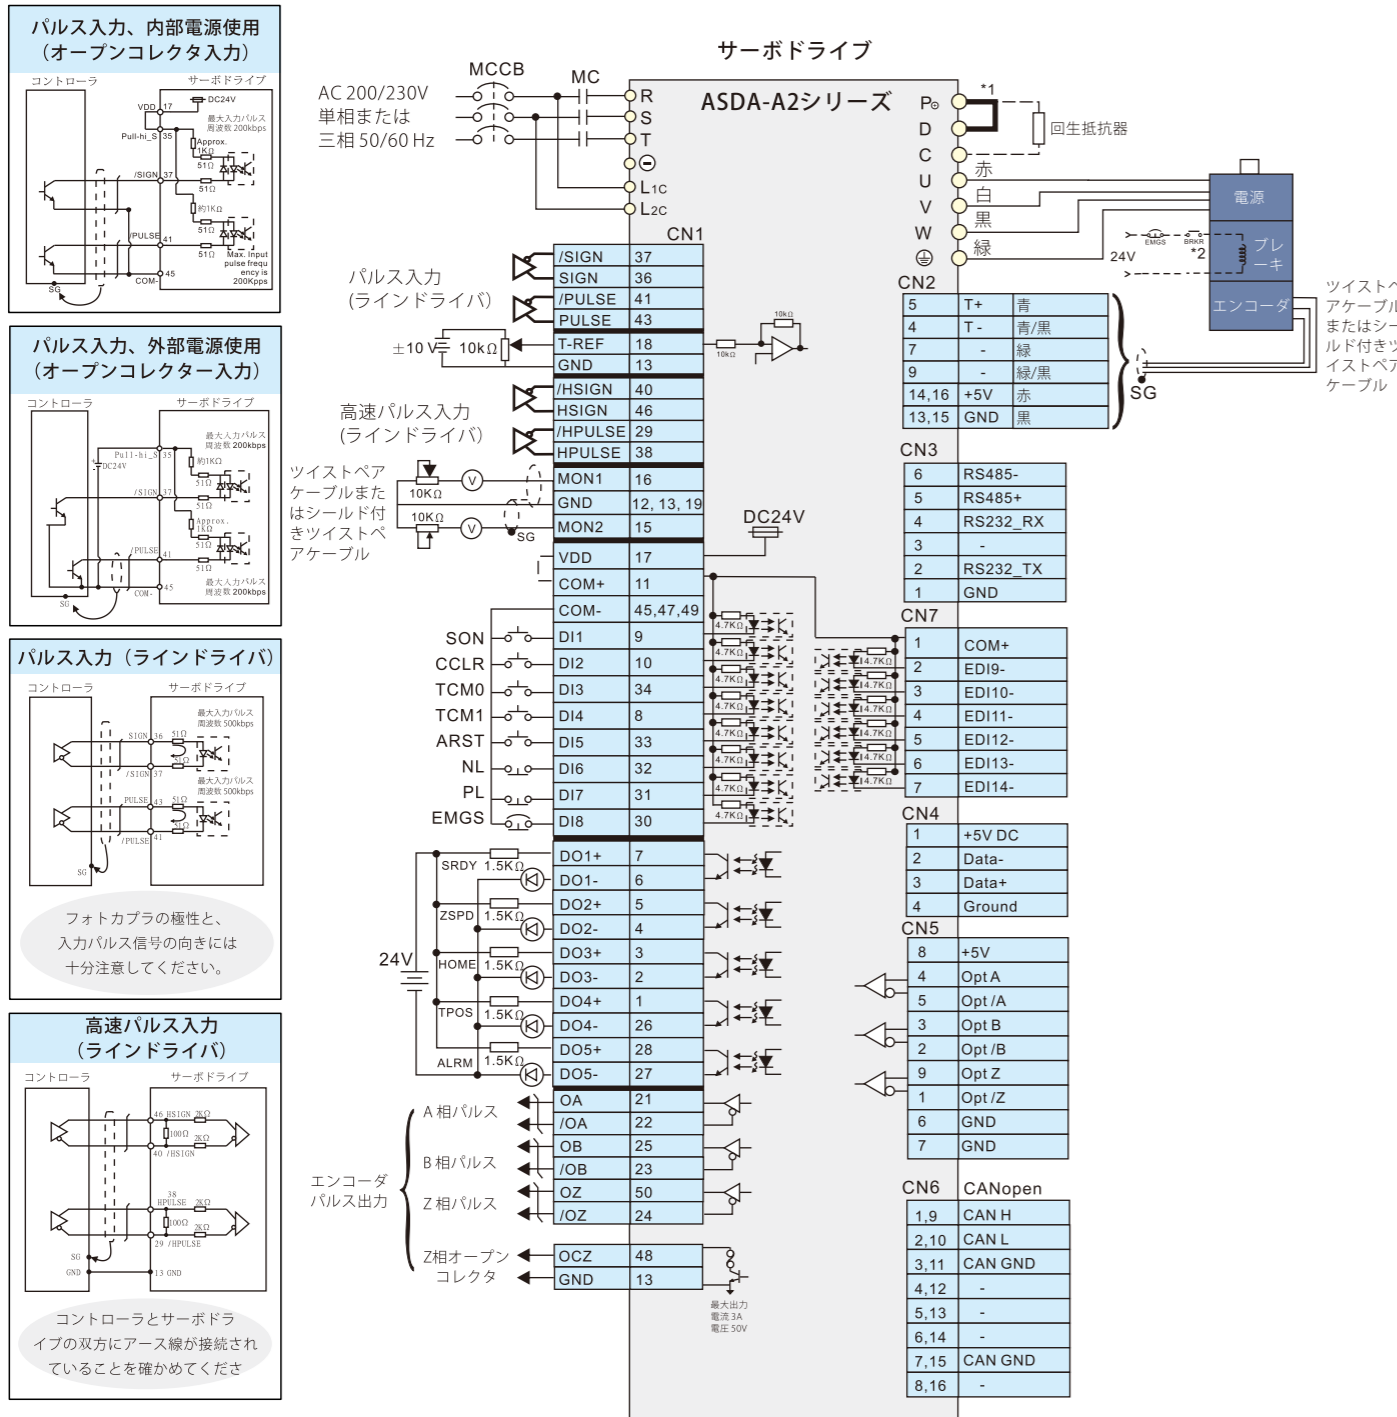 パルス入力、内部電源使用
（オープンコレクタ入力）
コントローラ
サーボドライブ
DC24V
VDD 17
最大入力パルス
周波数 200kbps
Pull-hi_S 35
Approx.
1KΩ
51Ω
/SIGN 37
51Ω
約1KΩ
51Ω
/PULSE 41
51Ω
Max. Input
pulse frequ
ency is
200Kpps
45
COM-
SG
パルス入力、外部電源使用
（オープンコレクター入力）
コントローラ
サーボドライブ
最大入力パルス
周波数 200kbps
Pull-hi_S 35
DC24V
約1KΩ
51Ω
/SIGN 37
51Ω
Approx.
1KΩ
51Ω
/PULSE 41
51Ω
最大入力パルス
周波数 200kbps
COM- 45
SG
パルス入力（ラインドライバ）
コントローラ
サーボドライブ
最大入力パルス
周波数 500kbps
SIGN 36
51Ω
51Ω
/SIGN 37
最大入力パルス
周波数 500kbps
PULSE 43
51Ω
51Ω
/PULSE 41
SG
フォトカプラの極性と、
入力パルス信号の向きには
十分注意してください。
高速パルス入力
（ラインドライバ）
コントローラ
サーボドライブ
46 HSIGN 2KΩ
100Ω
2KΩ
40 /HSIGN
38
HPULSE 2KΩ
100Ω
2KΩ
29 /HPULSE
SG
GND
13 GND
コントローラとサーボドラ
イブの双方にアース線が接続され
ていることを確かめてくださ
サーボドライブ
ASDA-A2シリーズ
MCCB
MC
AC 200/230V
単相または
三相 50/60 Hz
R
S
T
⊖
L1C
L2C
CN1
パルス入力
(ラインドライバ)
/SIGN 37
SIGN 36
/PULSE 41
PULSE 43
±10 V
10kΩ
T-REF 18
GND 13
10kΩ
10kΩ
高速パルス入力
(ラインドライバ)
/HSIGN 40
HSIGN 46
/HPULSE 29
HPULSE 38
ツイストペア
ケーブルまた
はシールド付
きツイストペ
アケーブル
10KΩ
V
10KΩ
V
SG
MON1 16
GND 12, 13, 19
MON2 15
DC24V
VDD 17
COM+ 11
COM- 45,47,49
SON DI1 9 4.7KΩ
CCLR DI2 10 4.7KΩ
TCM0 DI3 34 4.7KΩ
TCM1 DI4 8 4.7KΩ
ARST DI5 33 4.7KΩ
NL DI6 32 4.7KΩ
PL DI7 31 4.7KΩ
EMGS DI8 30 4.7KΩ
24V
SRDY 1.5KΩ DO1+ 7
DO1- 6
ZSPD 1.5KΩ DO2+ 5
DO2- 4
HOME 1.5KΩ DO3+ 3
DO3- 2
TPOS 1.5KΩ DO4+ 1
DO4- 26
ALRM 1.5KΩ DO5+ 28
DO5- 27
エンコーダ
パルス出力
A 相パルス
OA 21
/OA 22
B 相パルス
OB 25
/OB 23
Z 相パルス
OZ 50
/OZ 24
Z相オープン
コレクタ
OCZ 48
GND 13
最大出力
電流 3A
電圧 50V
P⊕
D
C
U
V
W
*1
回生抵抗器
赤
白
黒
緑
電源
ブレ
ーキ
エンコーダ
24V
EMGS
BRKR
*2
CN2
5 T+ 青
4 T - 青/黒
7 - 緑
9 - 緑/黒
14,16 +5V 赤
13,15 GND 黒
SG
ツイストペ
アケーブル
またはシー
ルド付きツ
イストペア
ケーブル
CN3
6 RS485-
5 RS485+
4 RS232_RX
3 -
2 RS232_TX
1 GND
CN7
1 COM+
2 EDI9-
3 EDI10-
4 EDI11-
5 EDI12-
6 EDI13-
7 EDI14-
4.7KΩ
4.7KΩ
4.7KΩ
4.7KΩ
4.7KΩ
4.7KΩ
CN4
1 +5V DC
2 Data-
3 Data+
4 Ground
CN5
8 +5V
4 Opt A
5 Opt /A
3 Opt B
2 Opt /B
9 Opt Z
1 Opt /Z
6 GND
7 GND
CN6 CANopen
1,9 CAN H
2,10 CAN L
3,11 CAN GND
4,12 -
5,13 -
6,14 -
7,15 CAN GND
8,16 -